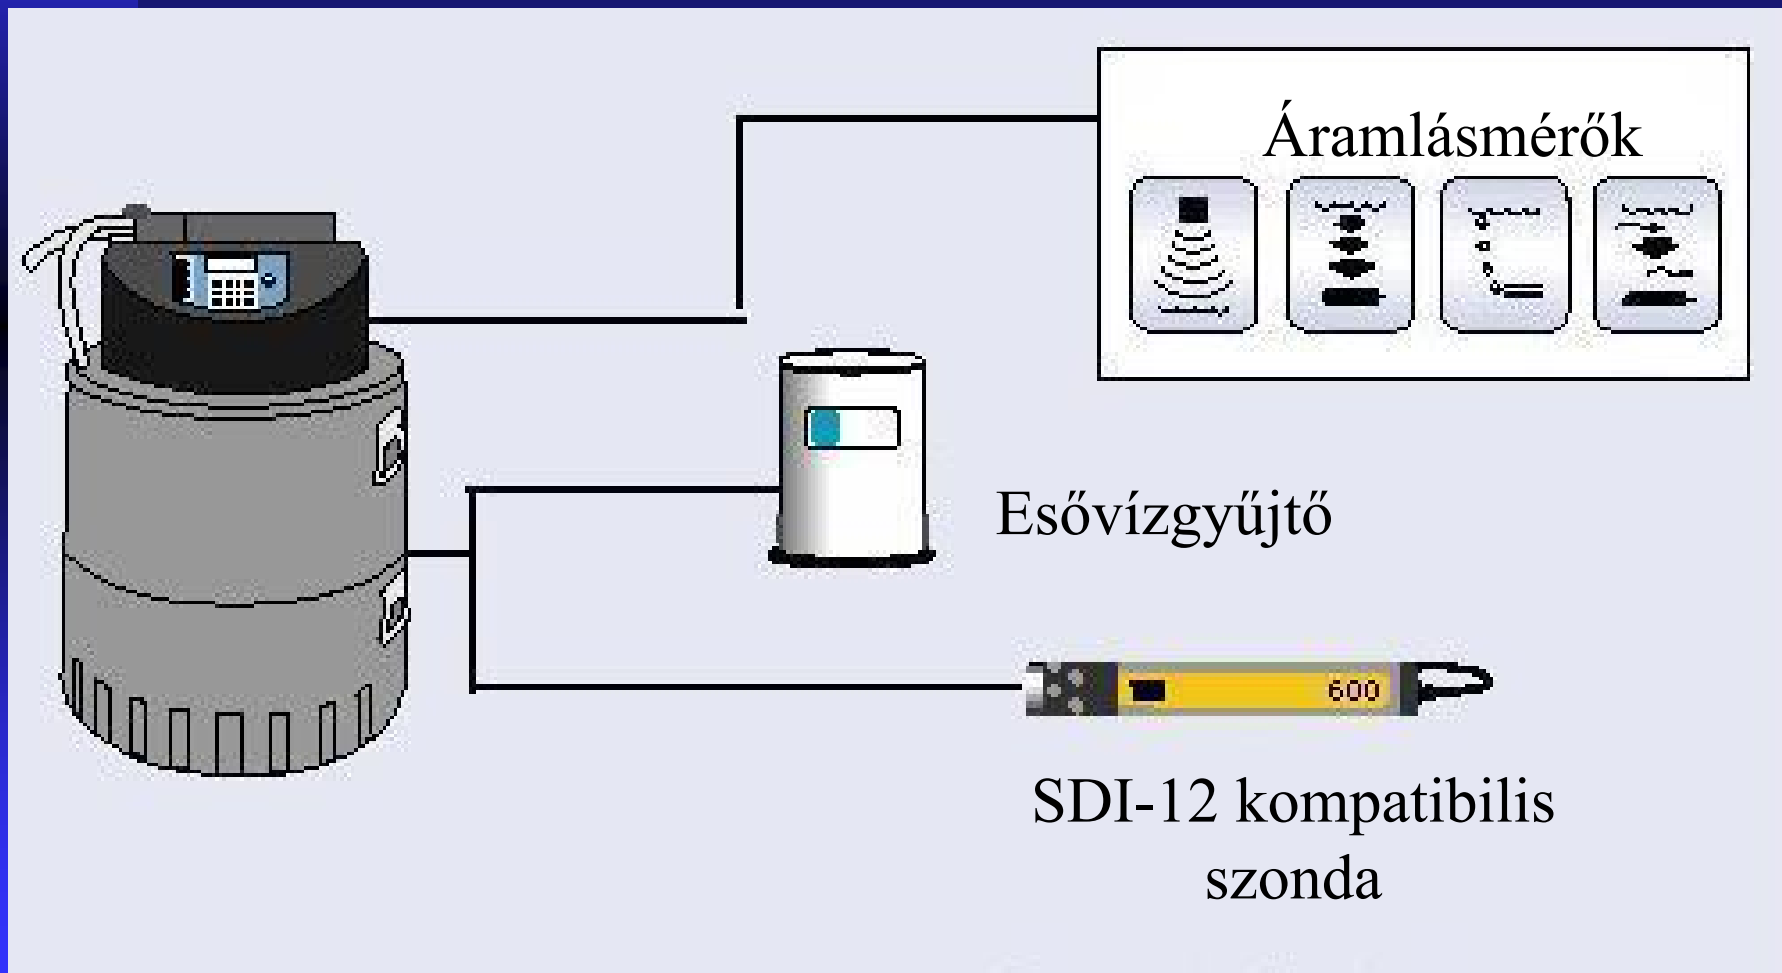 Áramlásmérők
Esővízgyűjtő
600
SDI-12 kompatibilis
szonda